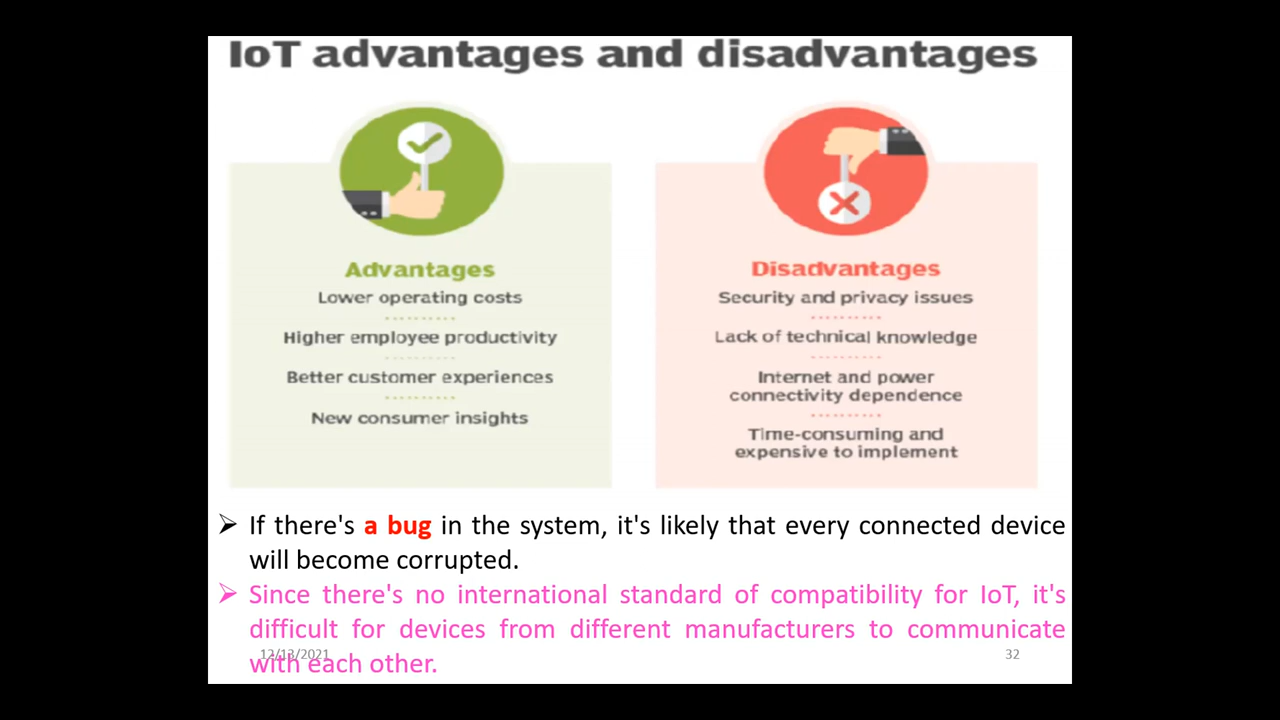 IoT advantages and disadvantages
Advantages
Lower operating costs
Higher employee productivity
Better customer experiences
New consumer insights
Disadvantages
Security and privacy issues
Lack of technical knowledge
Internet and power
connectivity dependence
Time-consuming and
expensive to implement
If there's a bug in the system, it's likely that every connected device
will become corrupted.
Since there's no international standard of compatibility for IoT, it's
difficult for devices from different manufacturers to communicate
with each other.
12/13/2021
32